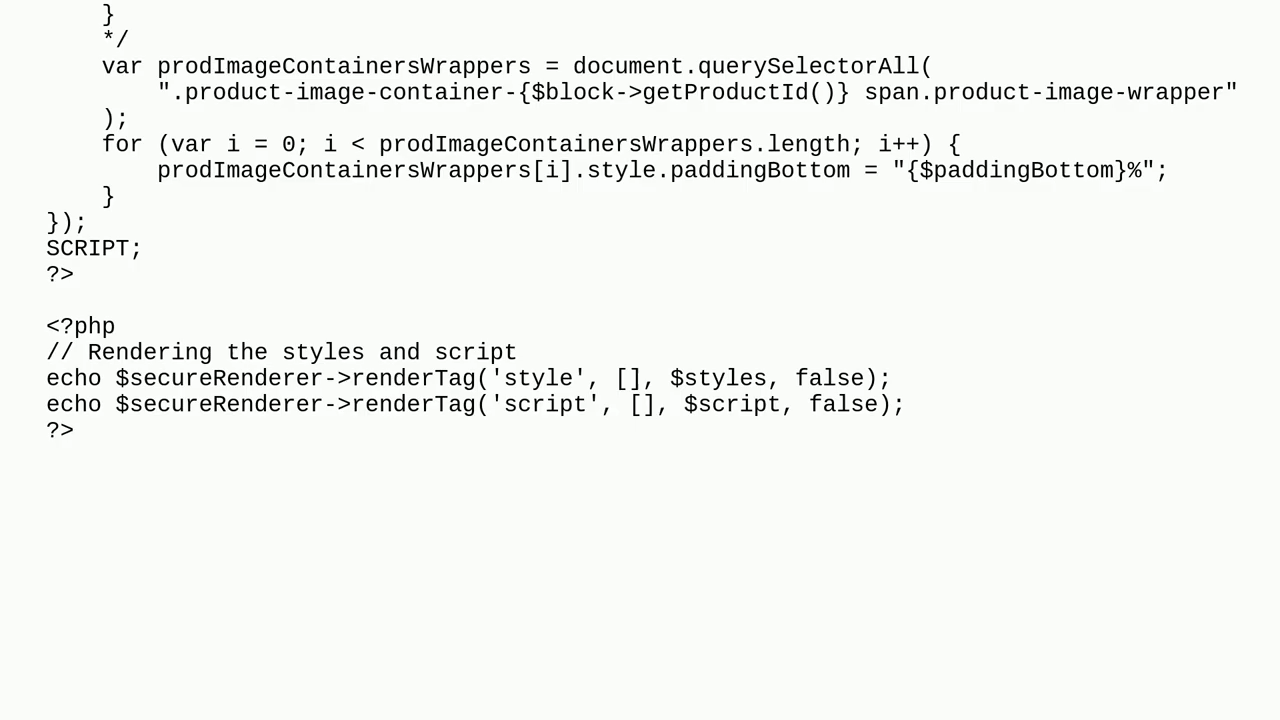 }
    */
    var prodImageContainersWrappers = document.querySelectorAll(
        ".product-image-container-{$block->getProductId()} span.product-image-wrapper"
    );
    for (var i = 0; i < prodImageContainersWrappers.length; i++) {
        prodImageContainersWrappers[i].style.paddingBottom = "{$paddingBottom}%";
    }
});
SCRIPT;
?>

<?php
// Rendering the styles and script
echo $secureRenderer->renderTag('style', [], $styles, false);
echo $secureRenderer->renderTag('script', [], $script, false);
?>